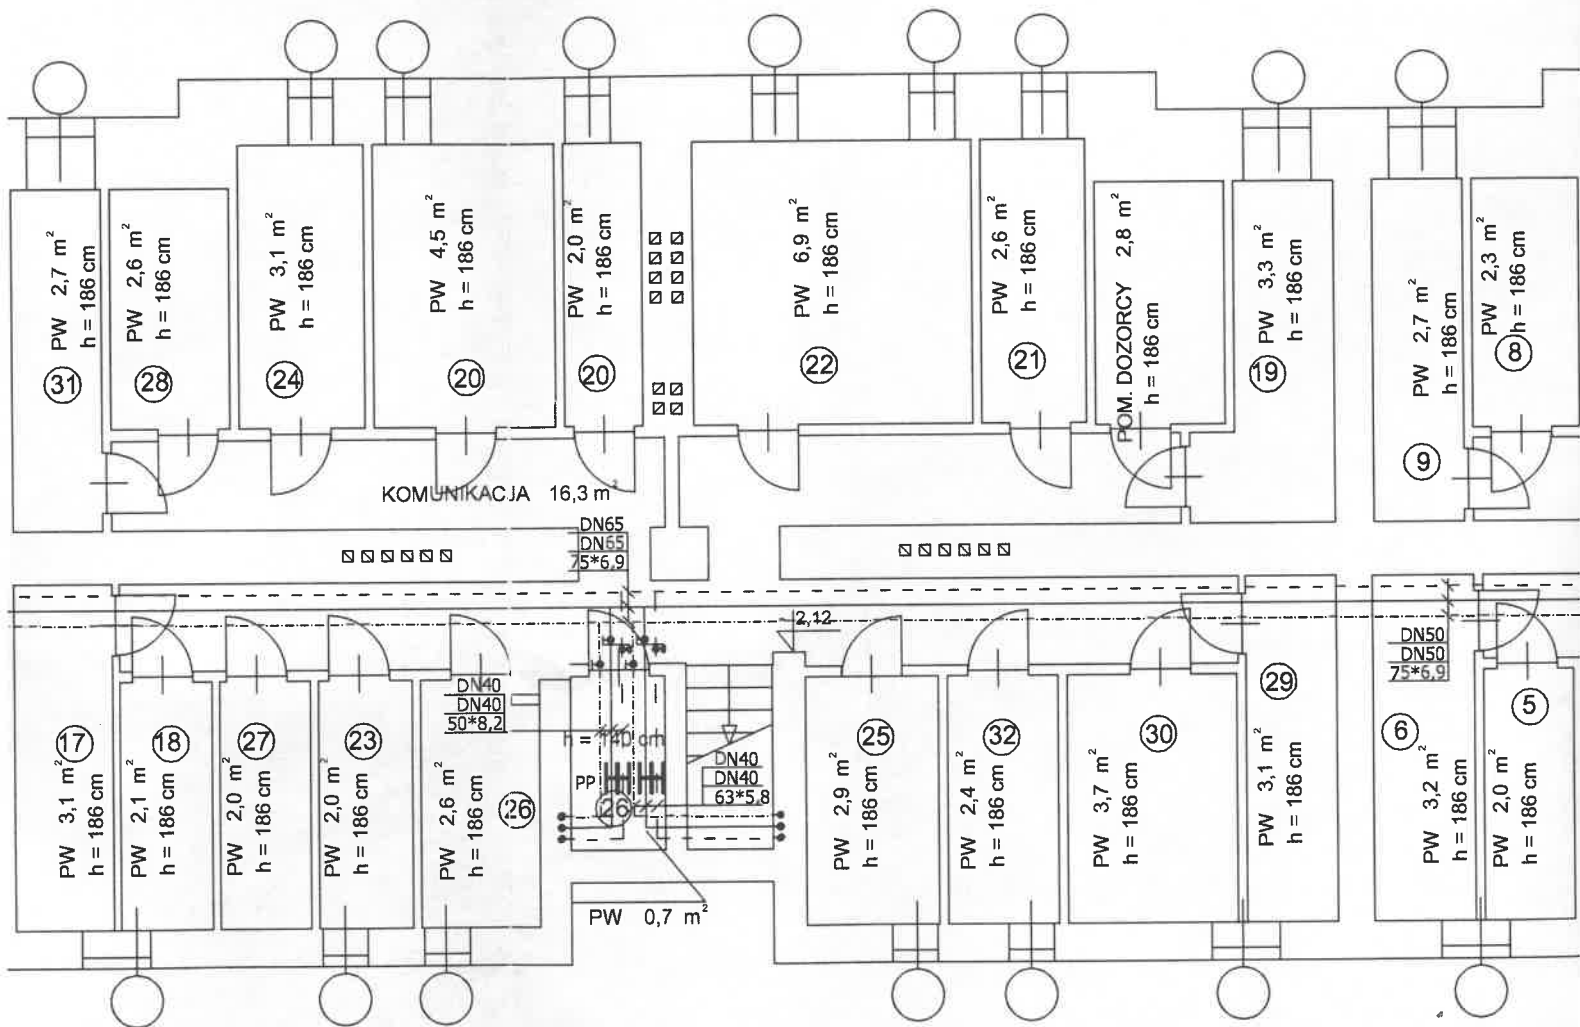 PW 2,7 m²
h = 186 cm
31
PW 2,6 m²
h = 186 cm
28
PW 3,1 m²
h = 186 cm
24
PW 4,5 m²
h = 186 cm
20
PW 2,0 m²
h = 186 cm
20
PW 6,9 m²
h = 186 cm
22
PW 2,6 m²
h = 186 cm
21
POM. DOZORCY 2,8 m²
h = 186 cm
PW 3,3 m²
h = 186 cm
19
PW 2,7 m²
h = 186 cm
9
PW 2,3 m²
h = 186 cm
8
KOMUNIKACJA 16,3 m²
DN65
DN65
75*6,9
2,12
17
PW 3,1 m²
h = 186 cm
18
PW 2,1 m²
h = 186 cm
27
PW 2,0 m²
h = 186 cm
23
PW 2,0 m²
h = 186 cm
DN40
DN40
50*8,2
PW 2,6 m²
h = 186 cm
26
h = 140 cm
PP
26
PW 0,7 m²
DN40
DN40
63*5,8
25
PW 2,9 m²
h = 186 cm
32
PW 2,4 m²
h = 186 cm
30
PW 3,7 m²
h = 186 cm
29
PW 3,1 m²
h = 186 cm
DN50
DN50
75*6,9
6
PW 3,2 m²
h = 186 cm
5
PW 2,0 m²
h = 186 cm